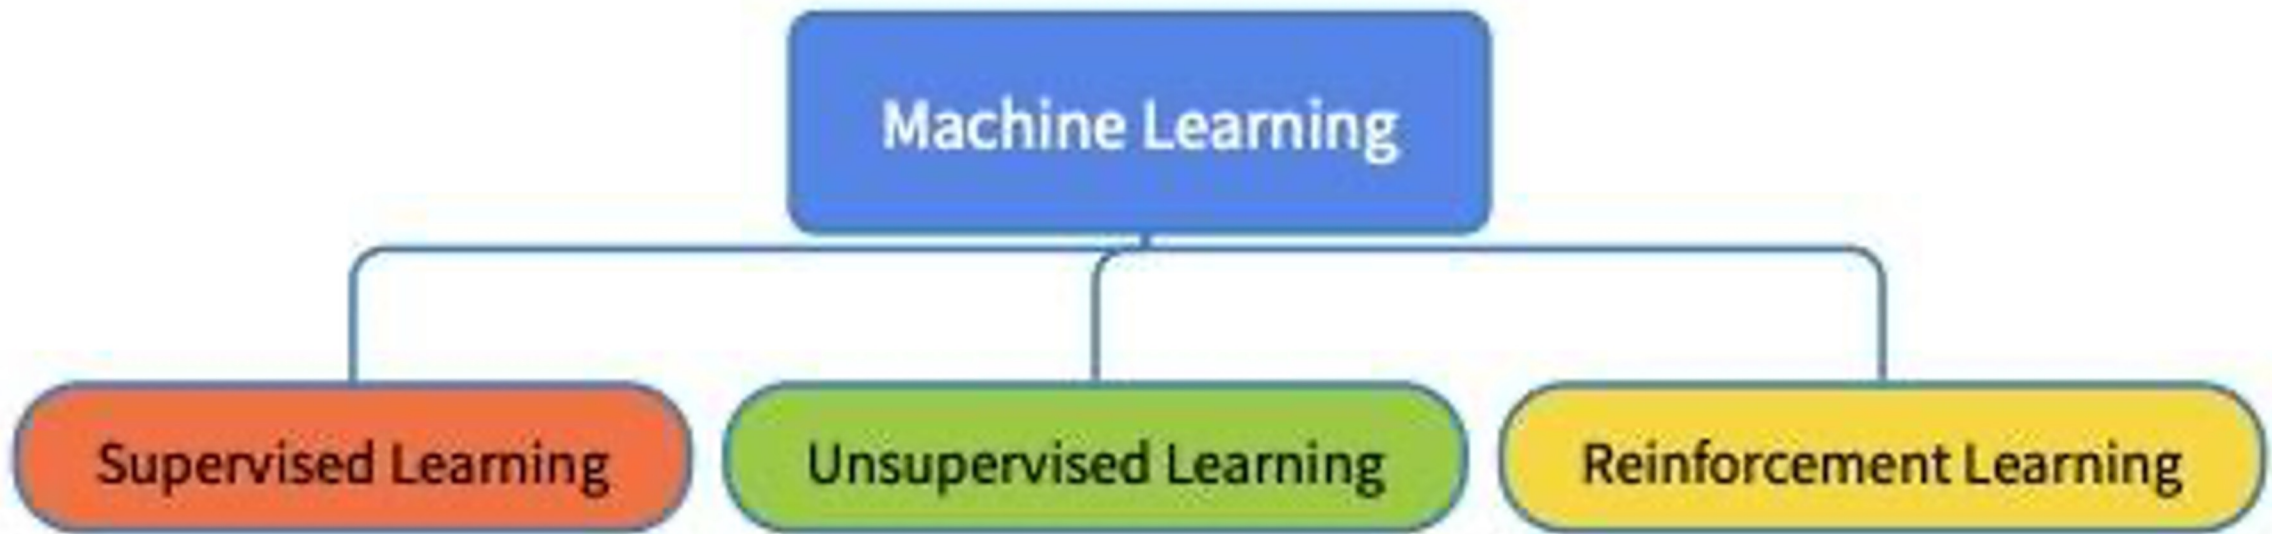 Machine Learning
Supervised Learning
Unsupervised Learning
Reinforcement Learning